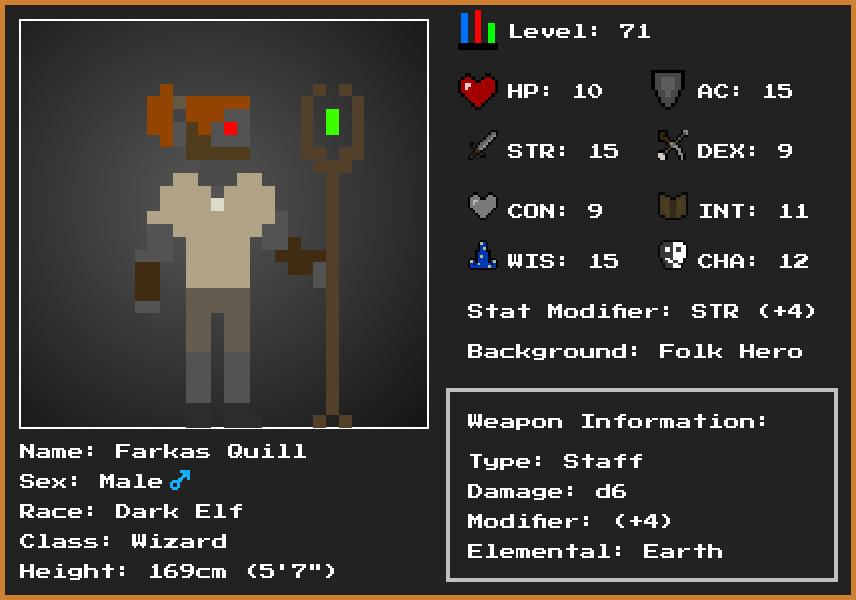 Level: 71
HP: 10 AC: 15
STR: 15 DEX: 9
CON: 9 INT: 11
WIS: 15 CHA: 12
Stat Modifier: STR (+4)
Background: Folk Hero
Weapon Information:
Type: Staff
Damage: d6
Modifier: (+4)
Elemental: Earth
Name: Farkas Quill
Sex: Male ♂
Race: Dark Elf
Class: Wizard
Height: 169cm (5'7")